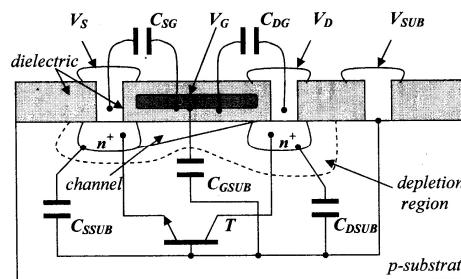 V_S
C_SG
V_G
C_DG
V_D
V_SUB
dielectric
n+
n+
channel
C_GSUB
depletion
region
C_SSUB
T
C_DSUB
p-substrat